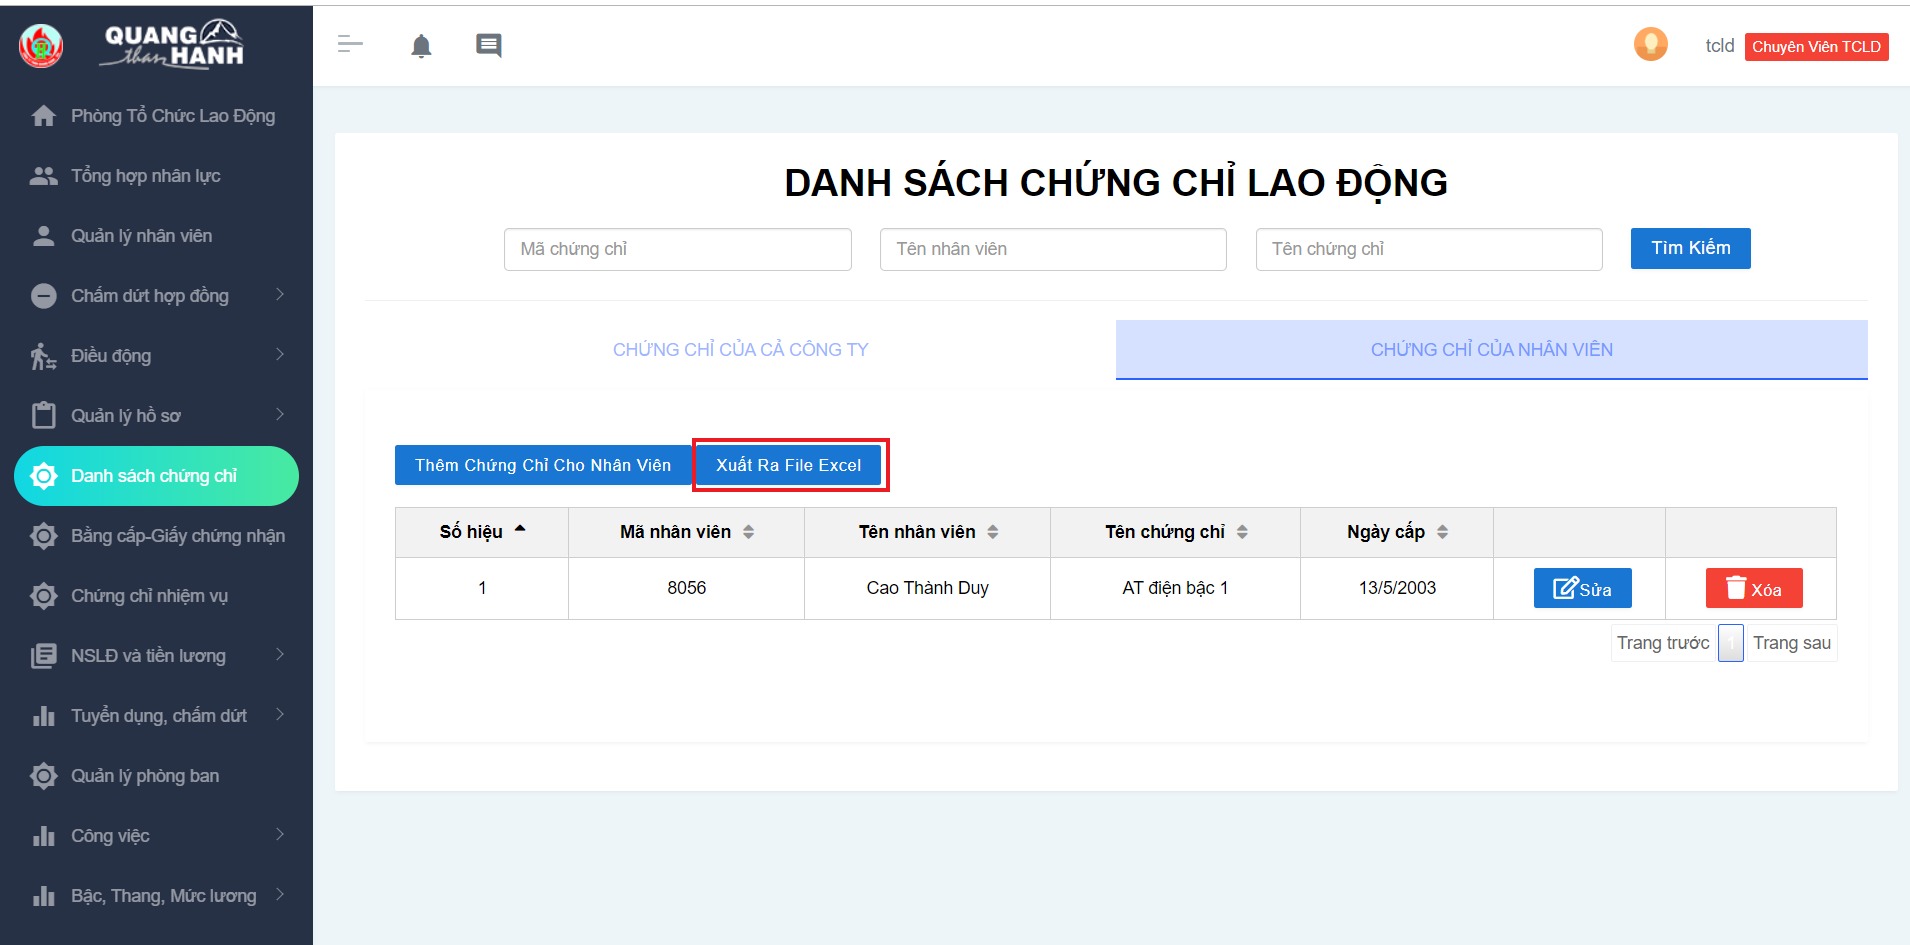 QUANG
than HANH
tcld
Chuyên Viên TCLD
Phòng Tổ Chức Lao Động
Tổng hợp nhân lực
Quản lý nhân viên
Chấm dứt hợp đồng
Điều động
Quản lý hồ sơ
Danh sách chứng chỉ
Bằng cấp-Giấy chứng nhận
Chứng chỉ nhiệm vụ
NSLĐ và tiền lương
Tuyển dụng, chấm dứt
Quản lý phòng ban
Công việc
Bậc, Thang, Mức lương
DANH SÁCH CHỨNG CHỈ LAO ĐỘNG
Mã chứng chỉ
Tên nhân viên
Tên chứng chỉ
Tìm Kiếm
CHỨNG CHỈ CỦA CẢ CÔNG TY
CHỨNG CHỈ CỦA NHÂN VIÊN
Thêm Chứng Chỉ Cho Nhân Viên
Xuất Ra File Excel
Số hiệu Mã nhân viên Tên nhân viên Tên chứng chỉ Ngày cấp
1 8056 Cao Thành Duy AT điện bậc 1 13/5/2003 Sửa Xóa
Trang trước 1 Trang sau